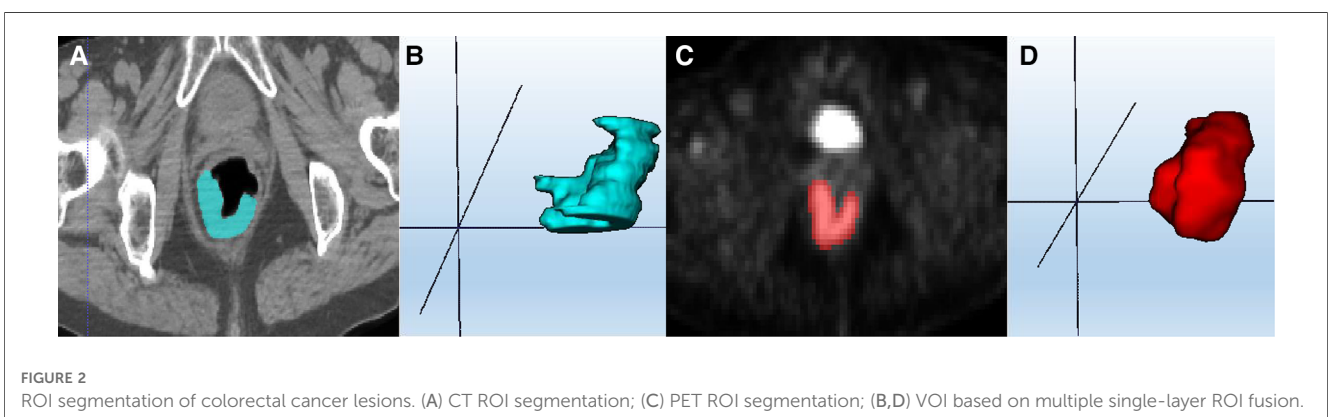 A B C D
FIGURE 2
ROI segmentation of colorectal cancer lesions. (A) CT ROI segmentation; (C) PET ROI segmentation; (B,D) VOI based on multiple single-layer ROI fusion.